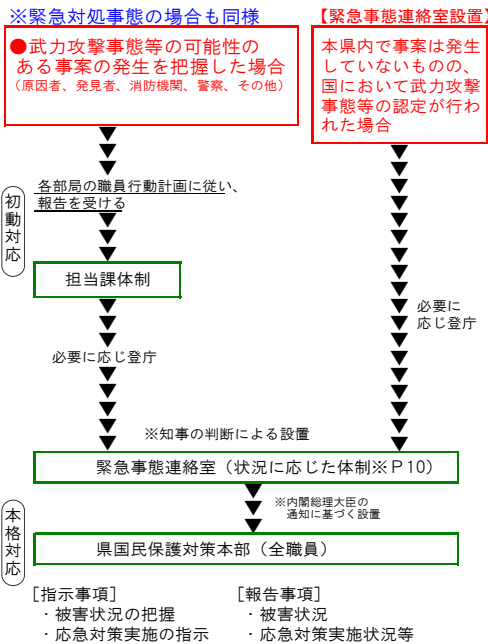 ※緊急対処事態の場合も同様
【緊急事態連絡室設置】
●武力攻撃事態等の可能性の
ある事案の発生を把握した場合
（原因者、発見者、消防機関、警察、その他）
本県内で事案は発生
していないものの、
国において武力攻撃
事態等の認定が行わ
れた場合
各部局の職員行動計画に従い、
報告を受ける
初動対応
担当課体制
必要に
応じ登庁
必要に応じ登庁
※知事の判断による設置
緊急事態連絡室（状況に応じた体制※Ｐ10）
※内閣総理大臣の
通知に基づく設置
本格対応
県国民保護対策本部（全職員）
［指示事項］
・被害状況の把握
・応急対策実施の指示
［報告事項］
・被害状況
・応急対策実施状況等